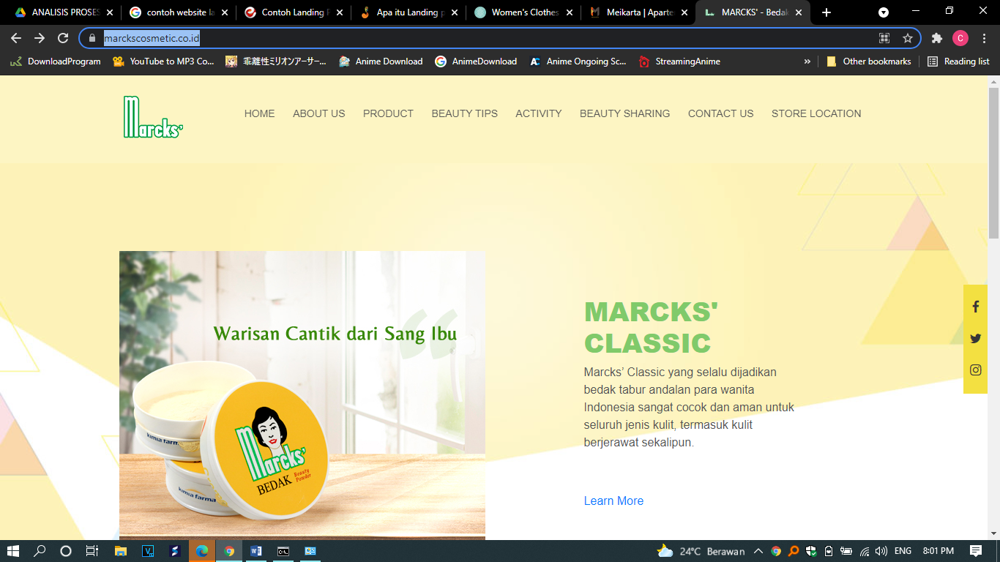 ANALISIS PROSES
contoh website la
Contoh Landing P
Apa itu Landing p
Women's Clothes
Meikarta | Aparte
MARCKS' - Beda
marckscosmetic.co.id
C
DownloadProgram
YouTube to MP3 Co...
乖離性ミリオンアーサー...
Anime Download
AnimeDownload
Anime Ongoing Sc...
StreamingAnime
»
Other bookmarks
Reading list
Marcks'
HOME
ABOUT US
PRODUCT
BEAUTY TIPS
ACTIVITY
BEAUTY SHARING
CONTACT US
STORE LOCATION
Warisan Cantik dari Sang Ibu
“
kimia farma
kimia farma
Marcks'
BEDAK
Beauty
Powder
MARCKS'
CLASSIC
Marcks’ Classic yang selalu dijadikan
bedak tabur andalan para wanita
Indonesia sangat cocok dan aman untuk
seluruh jenis kulit, termasuk kulit
berjerawat sekalipun.
Learn More
24°C Berawan
ENG
8:01 PM